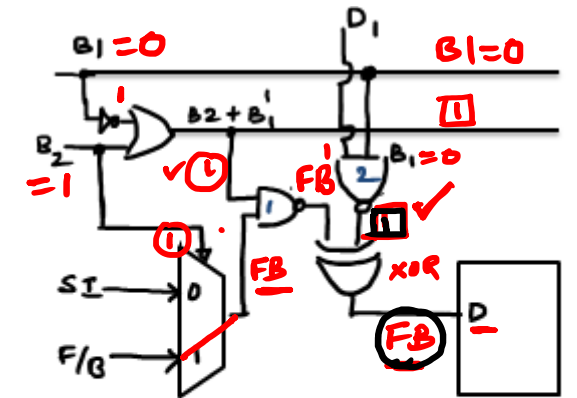 D1
B1 = 0
B1 = 0
1
B2 + B1'
1
B2
= 1
✓ 1
1
FB'
2
B1 = 0
1
✓
1
FB
XOR
SI
0
F/B
1
FB
D